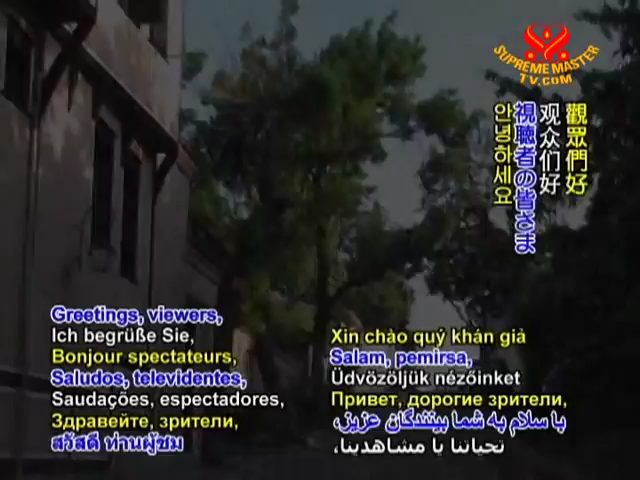 SUPREME MASTER
TV.COM
觀眾們好
观众们好
視聴者の皆さま
안녕하세요
Greetings, viewers,
Ich begrüße Sie,
Bonjour spectateurs,
Saludos, televidentes,
Saudações, espectadores,
Здравейте, зрители,
สวัสดี ท่านผู้ชม
Xin chào quý khán giả
Salam, pemirsa,
Üdvözöljük nézőinket
Привет, дорогие зрители,
با سلام به شما بینندگان عزیز،
تحياتنا يا مشاهدينا،